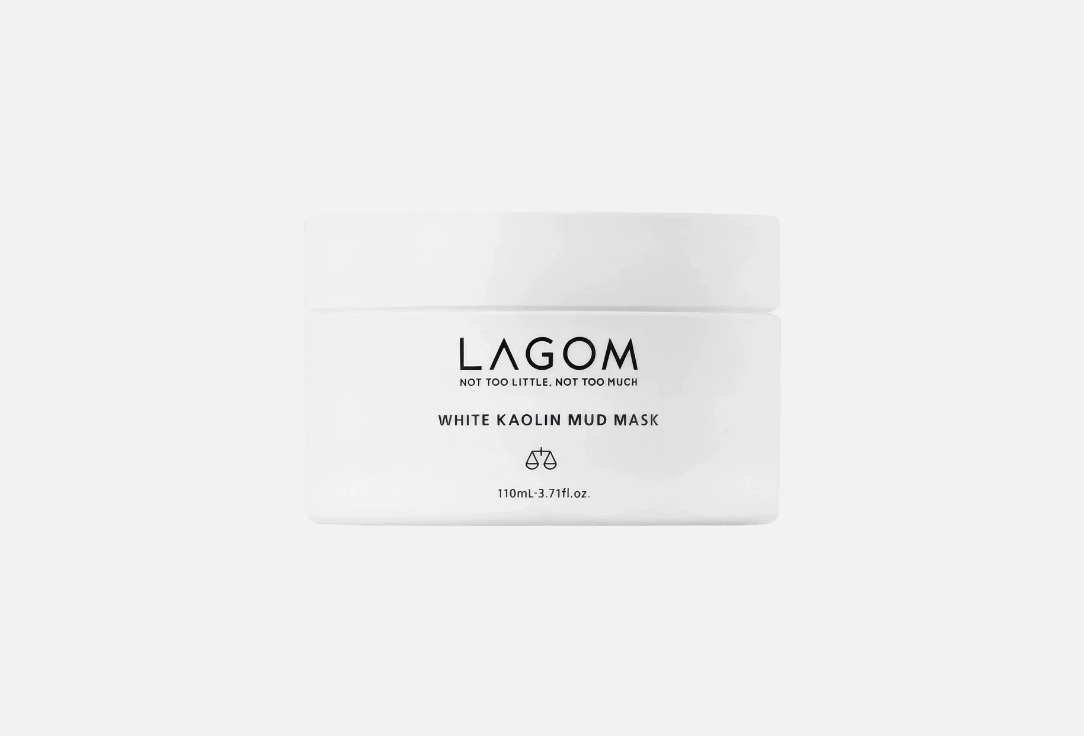 LAGOM
NOT TOO LITTLE, NOT TOO MUCH
WHITE KAOLIN MUD MASK
110mL-3.71fl.oz.